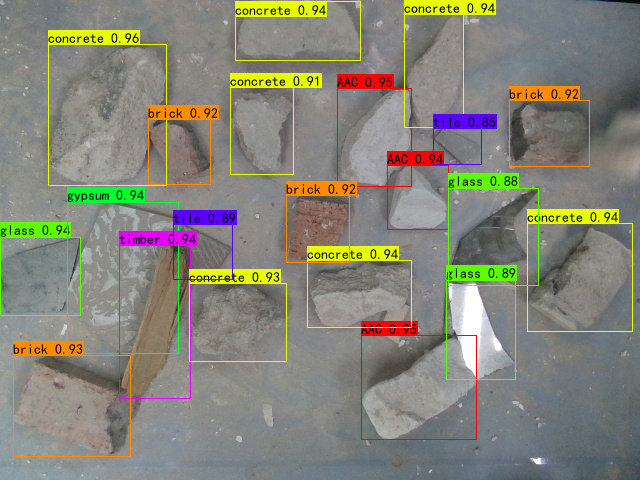 concrete 0.94
concrete 0.94
concrete 0.96
concrete 0.91
AAC 0.95
brick 0.92
brick 0.92
tile 0.85
AAC 0.94
glass 0.88
gypsum 0.94
brick 0.92
tile 0.89
concrete 0.94
glass 0.94
timber 0.94
concrete 0.94
concrete 0.93
glass 0.89
AAC 0.95
brick 0.93